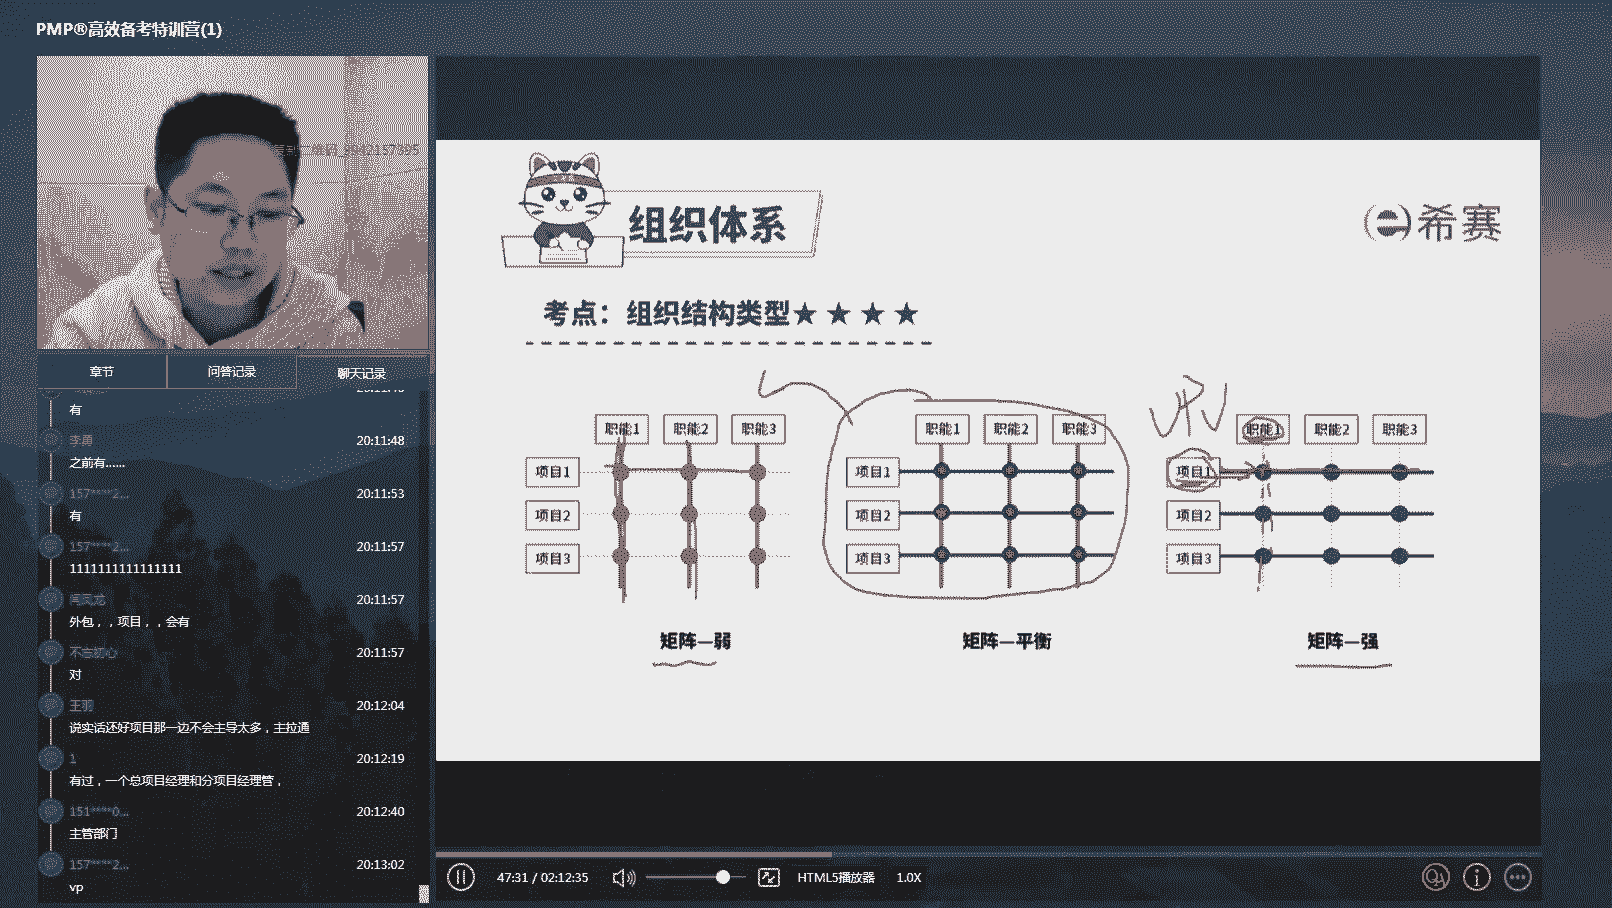 PMP®高效备考特训营(1)
章节
问答记录
聊天记录
有
李勇 20:11:48
之前有......
157****2... 20:11:53
有
157****2... 20:11:57
1111111111111111
20:11:57
外包，，项目，，会有
不忘初心 20:11:57
对
王羽 20:12:04
说实话还好项目那一边不会主导太多，主拉通
1 20:12:19
有过，一个总项目经理和分项目经理管，
151****0... 20:12:40
主管部门
157****2... 20:13:02
vp
组织体系
希赛
考点：组织结构类型★★★★
职能1 职能2 职能3
项目1
项目2
项目3
矩阵—弱
职能1 职能2 职能3
项目1
项目2
项目3
矩阵—平衡
职能1 职能2 职能3
项目1
项目2
项目3
矩阵—强
47:31 / 02:12:35
HTML5播放器
1.0X